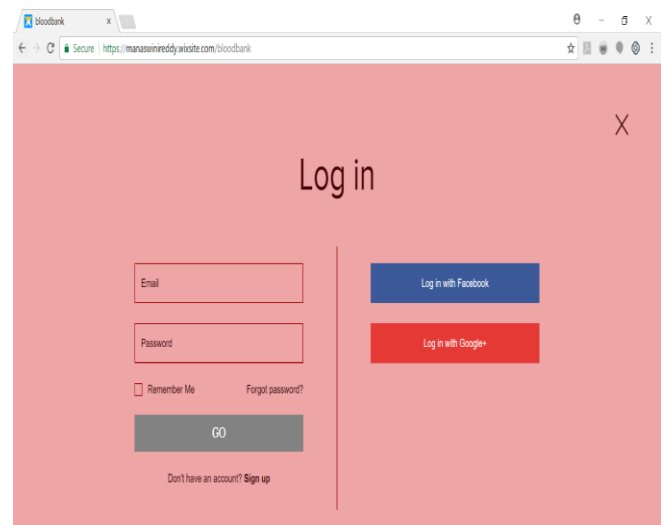 bloodbank x
Secure | https://manaswinireddy.wixsite.com/bloodbank
X
Log in
Email
Password
Remember Me Forgot password?
GO
Don't have an account? Sign up
Log in with Facebook
Log in with Google+